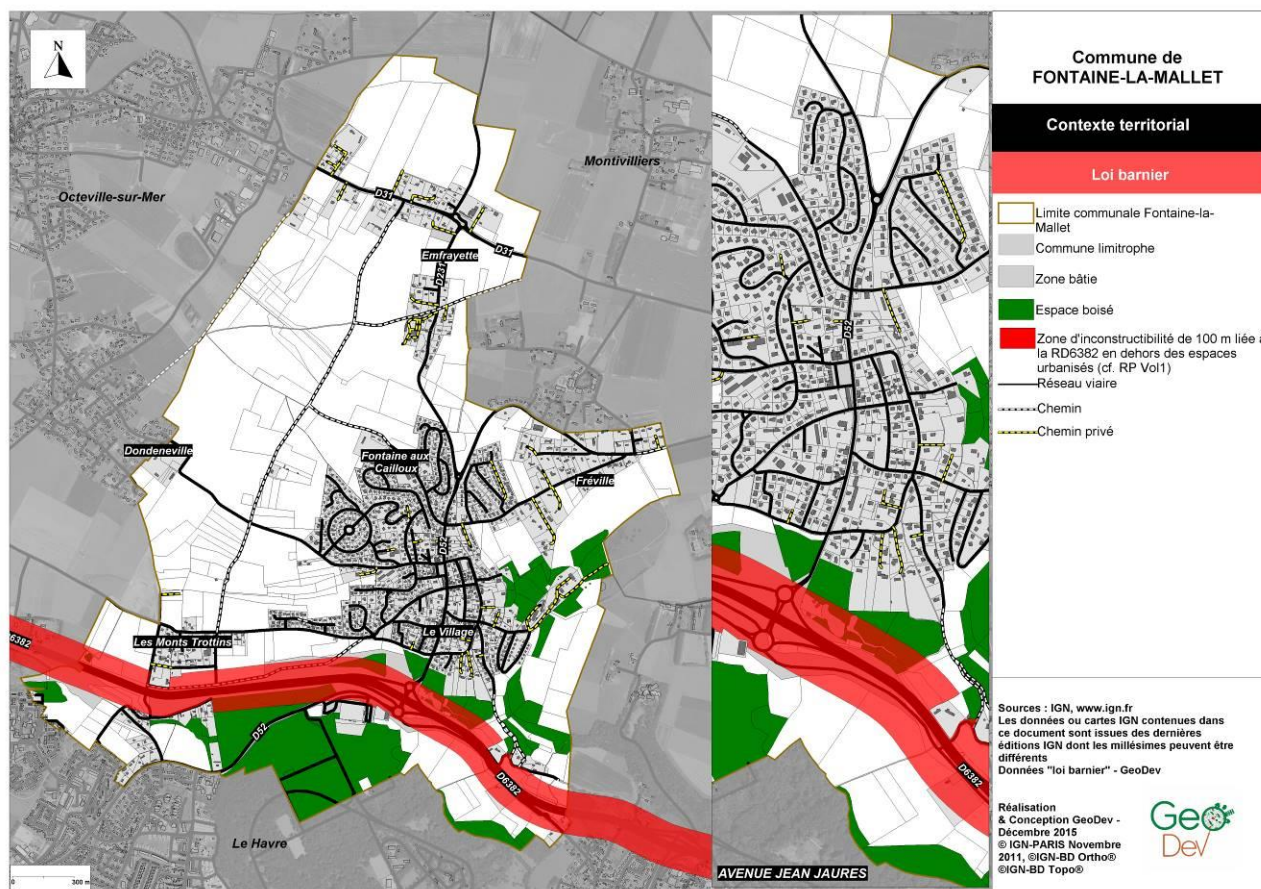 N
Octeville-sur-Mer
Montivilliers
D31
D31
Emfrayette
D231
Dondeneville
Fontaine aux
Cailloux
Fréville
D52
Les Monts Trottins
Le Village
6382
D52
D6382
Le Havre
0
300 m
D52
D6382
AVENUE JEAN JAURES
Commune de
FONTAINE-LA-MALLET
Contexte territorial
Loi barnier
Limite communale Fontaine-la-
Mallet
Commune limitrophe
Zone bâtie
Espace boisé
Zone d'inconstructibilité de 100 m liée à
la RD6382 en dehors des espaces
urbanisés (cf. RP Vol1)
Réseau viaire
Chemin
Chemin privé
Sources : IGN, www.ign.fr
Les données ou cartes IGN contenues dans
ce document sont issues des dernières
éditions IGN dont les millésimes peuvent être
différents
Données "loi barnier" - GeoDev
Réalisation
& Conception GeoDev -
Décembre 2015
© IGN-PARIS Novembre
2011, ©IGN-BD Ortho®
©IGN-BD Topo®
Geo
Dev